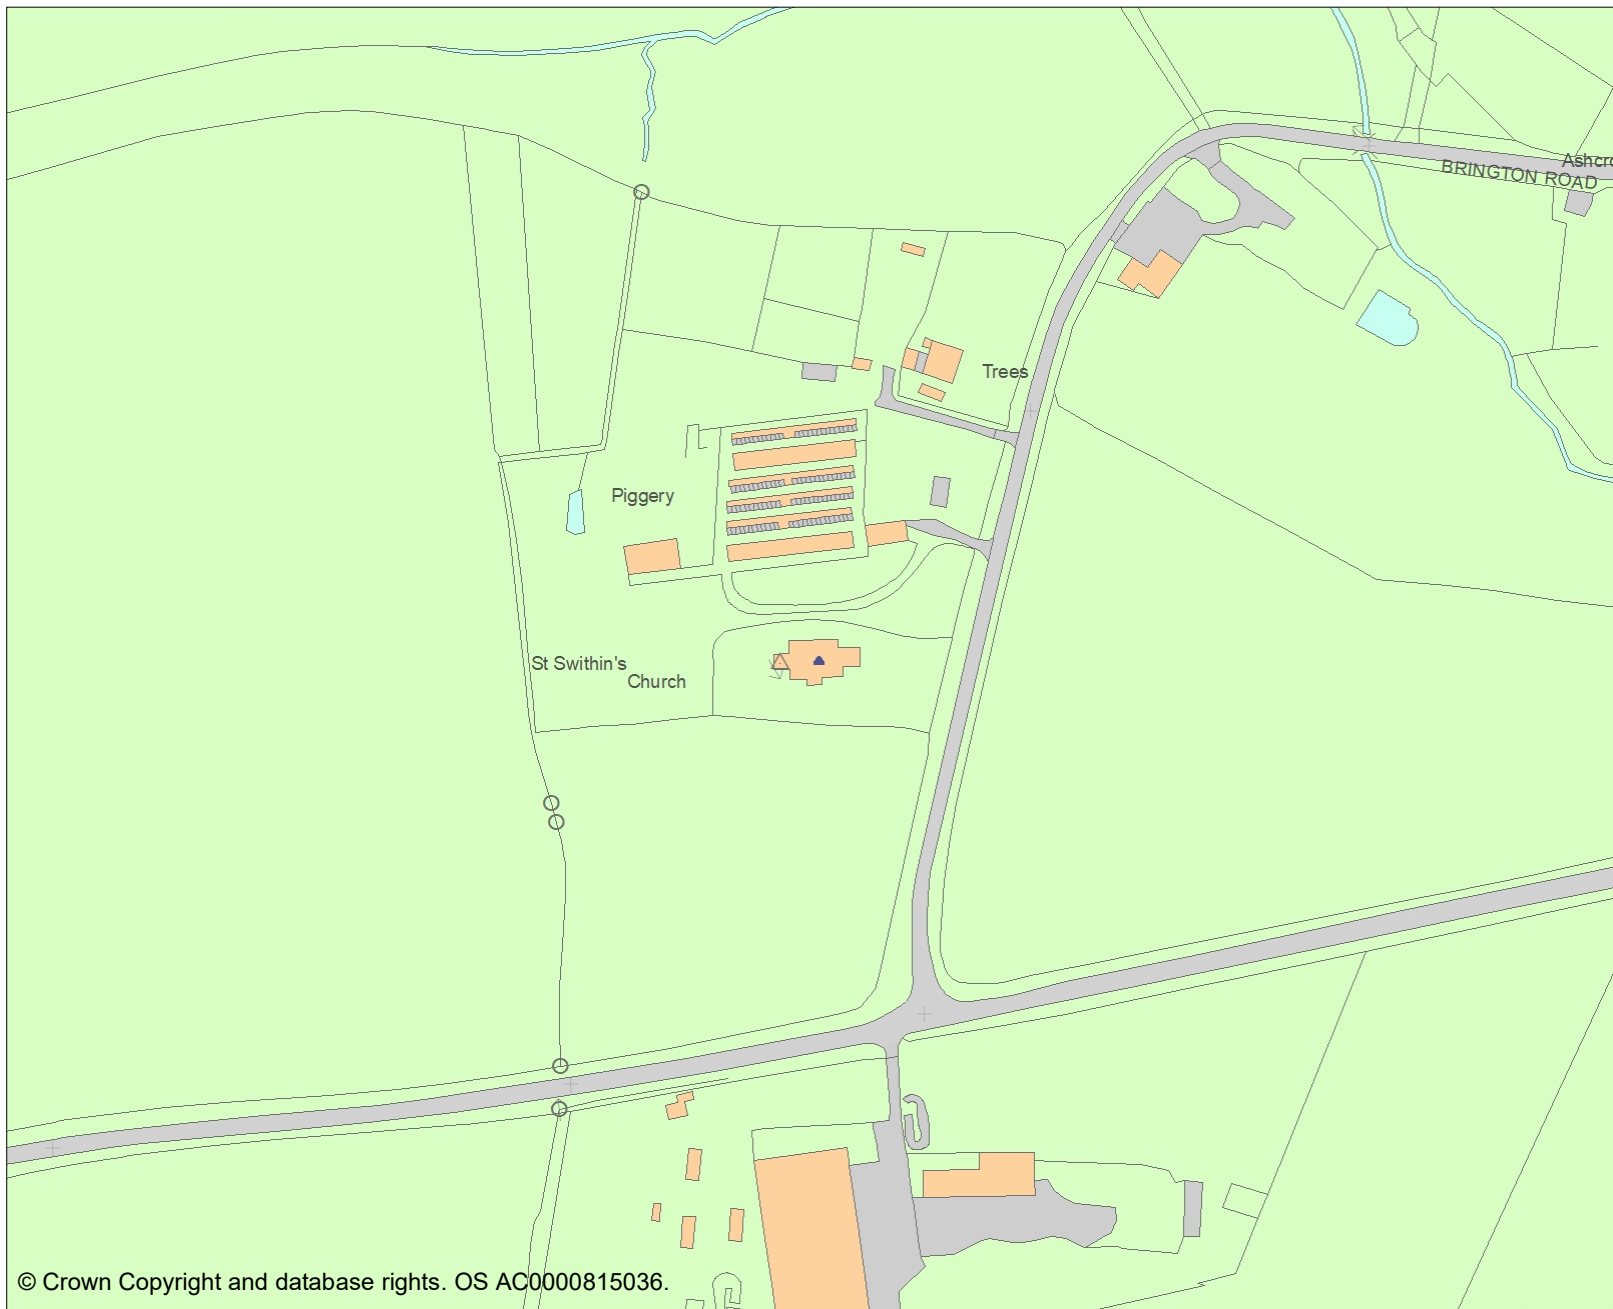 Ashcro
BRINGTON ROAD
Trees
Piggery
St Swithin's
Church
© Crown Copyright and database rights. OS AC0000815036.